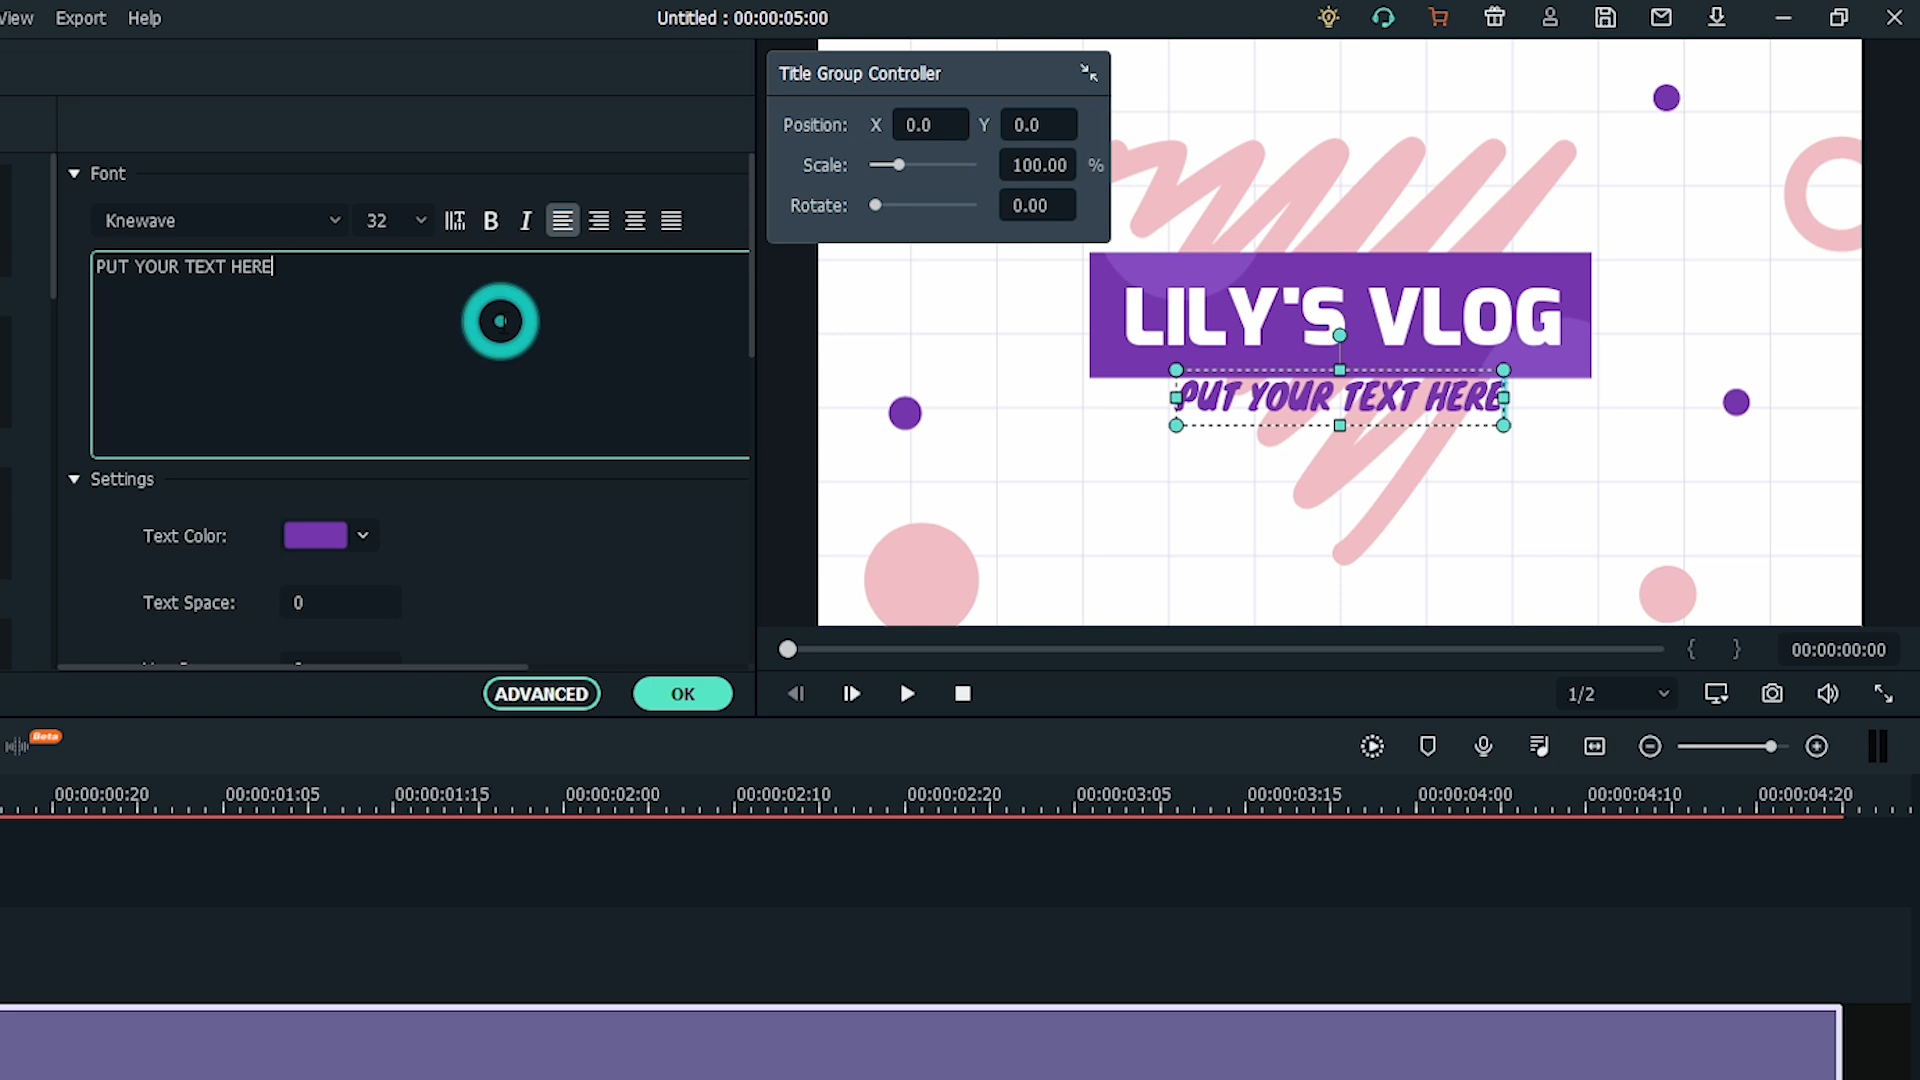 View Export Help
Untitled : 00:00:05:00
Title Group Controller
Position: X 0.0 Y 0.0
Scale: 100.00 %
Rotate: 0.00
Font
Knewave 32 B I
PUT YOUR TEXT HERE
Settings
Text Color:
Text Space: 0
ADVANCED OK
LILY'S VLOG
PUT YOUR TEXT HERE
{ } 00:00:00:00
1/2
Beta
00:00:00:20 00:00:01:05 00:00:01:15 00:00:02:00 00:00:02:10 00:00:02:20 00:00:03:05 00:00:03:15 00:00:04:00 00:00:04:10 00:00:04:20